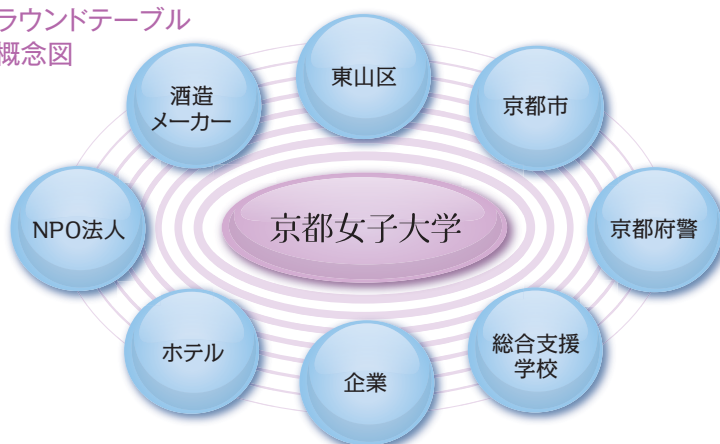 ラウンドテーブル
概念図
東山区
酒造
メーカー
京都市
NPO法人
京都女子大学
京都府警
ホテル
企業
総合支援
学校